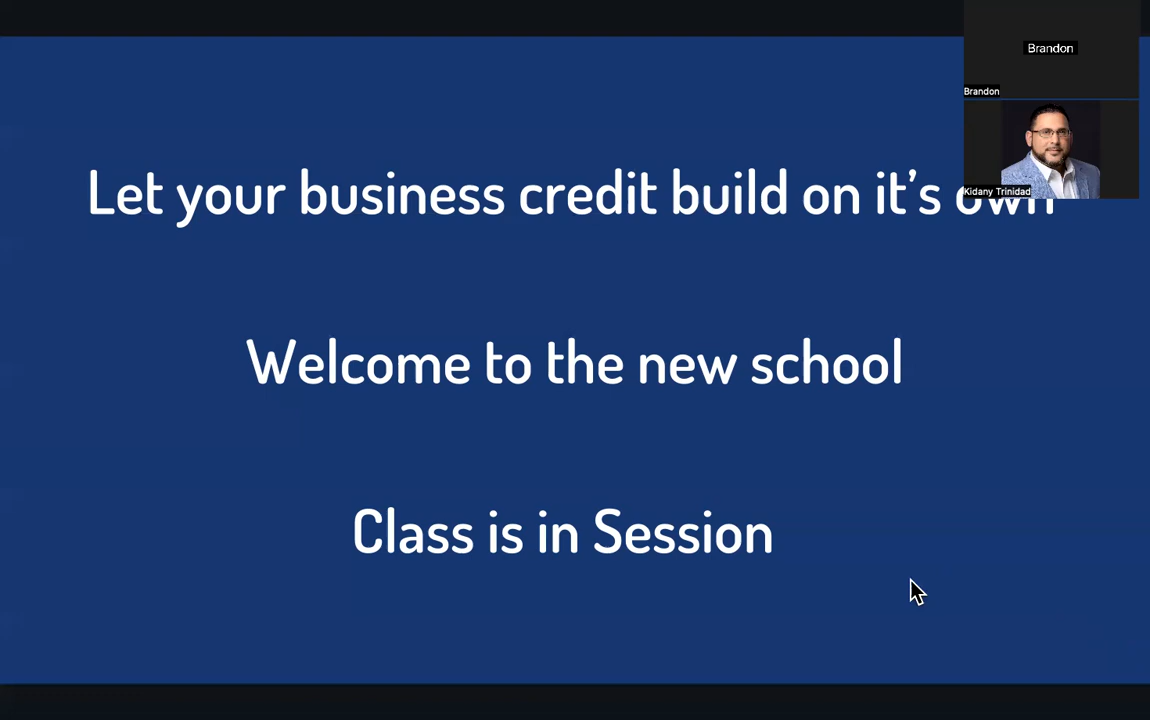 Brandon
Brandon
Kidany Trinidad
Let your business credit build on it's own
Welcome to the new school
Class is in Session